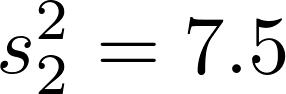 $s_2^2 = 7.5$